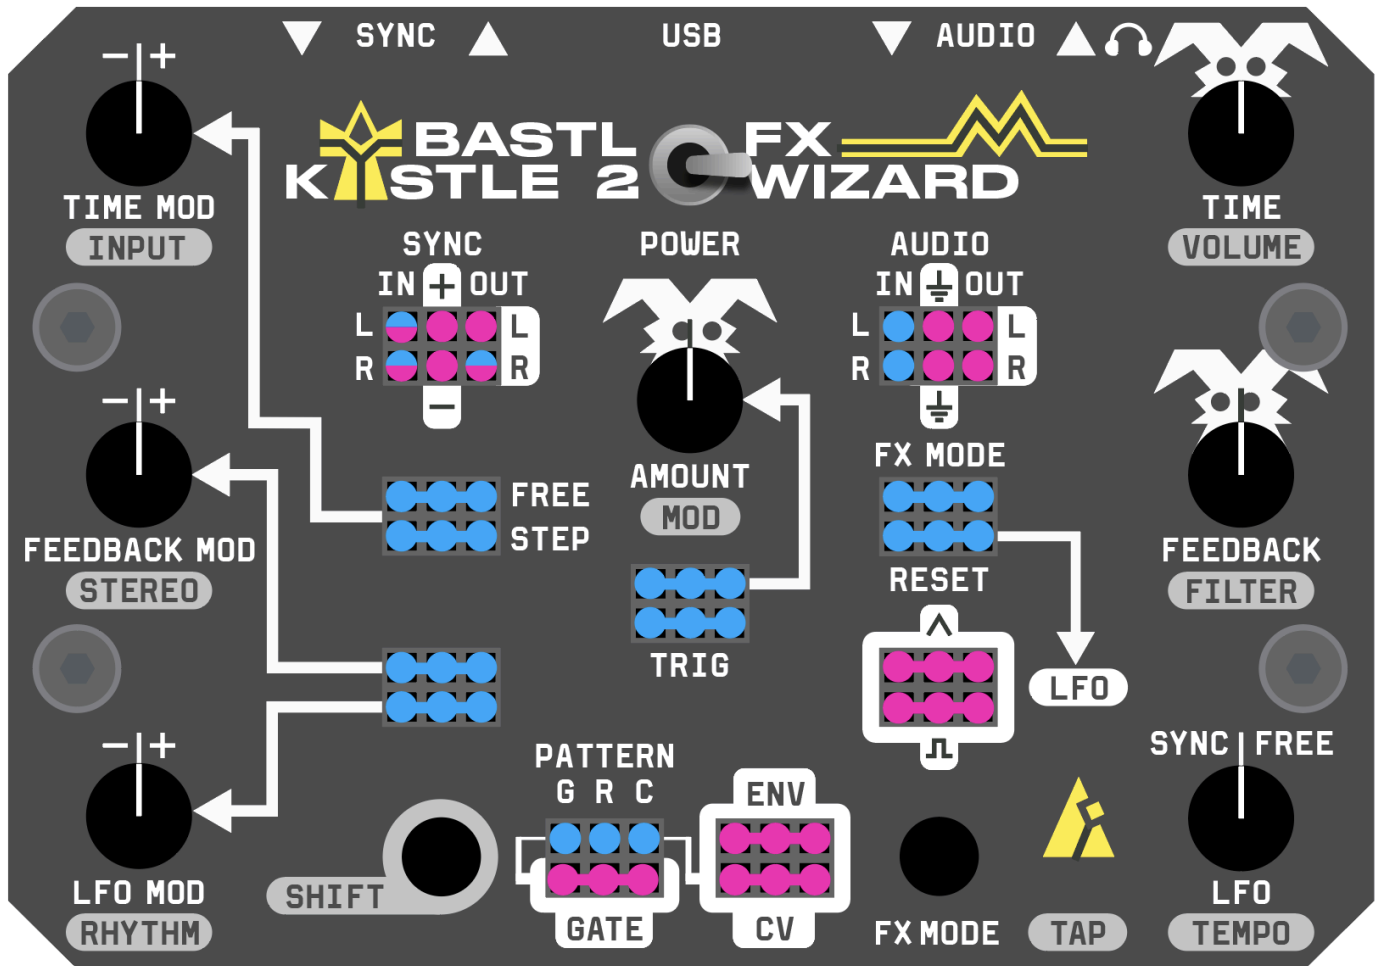 SYNC USB AUDIO
− + TIME MOD
INPUT
BASTL
KASTLE 2
FX
WIZARD
TIME
VOLUME
SYNC
IN + OUT
L L
R R
−
POWER
AUDIO
IN OUT
L L
R R
− +
FEEDBACK MOD
STEREO
FREE
STEP
AMOUNT
MOD
FX MODE
RESET
FEEDBACK
FILTER
TRIG
LFO
− +
LFO MOD
RHYTHM
SHIFT
PATTERN
G R C
GATE
ENV
CV
FX MODE
TAP
SYNC | FREE
LFO
TEMPO